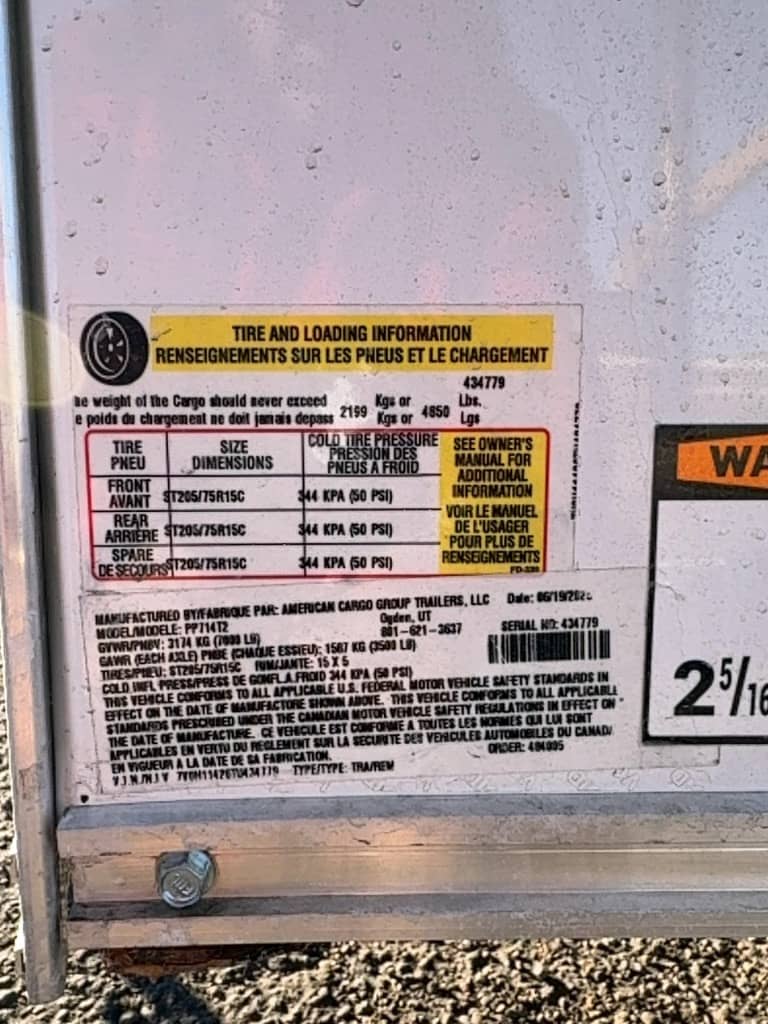 TIRE AND LOADING INFORMATION
RENSEIGNEMENTS SUR LES PNEUS ET LE CHARGEMENT
434779
he weight of the Cargo should never exceed Kgs or Lbs.
e poids du chargement ne doit jamais depass 2199 Kgs or 4850 Lgs
TIRE PNEU SIZE DIMENSIONS COLD TIRE PRESSURE PRESSION DES PNEUS A FROID
FRONT AVANT ST205/75R15C 344 KPA (50 PSI)
REAR ARRIÈRE ST205/75R15C 344 KPA (50 PSI)
SPARE DE SECOURS ST205/75R15C 344 KPA (50 PSI)
SEE OWNER'S
MANUAL FOR
ADDITIONAL
INFORMATION
VOIR LE MANUEL
DE L'USAGER
POUR PLUS DE
RENSEIGNEMENTS
MANUFACTURED BY/FABRIQUE PAR: AMERICAN CARGO GROUP TRAILERS, LLC Date:
MODEL/MODELE: PP714T2 Ogden, UT
GVWR/PNBV: 3174 KG (7000 LB) 801-621-3637 SERIAL NO: 434779
GAWR (EACH AXLE) PNBE (CHAQUE ESSIEU): 1587 KG (3500 LB)
TIRES/PNEU: ST205/75R15C RIM/JANTE: 15 X 5
COLD INFL PRESS/PRESS DE GONFL A FROID 344 KPA (50 PSI)
THIS VEHICLE CONFORMS TO ALL APPLICABLE U.S. FEDERAL MOTOR VEHICLE SAFETY STANDARDS IN
EFFECT ON THE DATE OF MANUFACTURE SHOWN ABOVE. THIS VEHICLE CONFORMS TO ALL APPLICABLE
STANDARDS PRESCRIBED UNDER THE CANADIAN MOTOR VEHICLE SAFETY REGULATIONS IN EFFECT ON
THE DATE OF MANUFACTURE. CE VEHICULE EST CONFORME A TOUTES LES NORMES QUI LUI SONT
APPLICABLES EN VERTU DU REGLEMENT SUR LA SECURITE DES VEHICULES AUTOMOBILES DU CANADA
EN VIGUEUR A LA DATE DE SA FABRICATION. ORDER:
V.I.N./N.I.V TYPE/TYPE: TRA/REM
WA
2 5/16